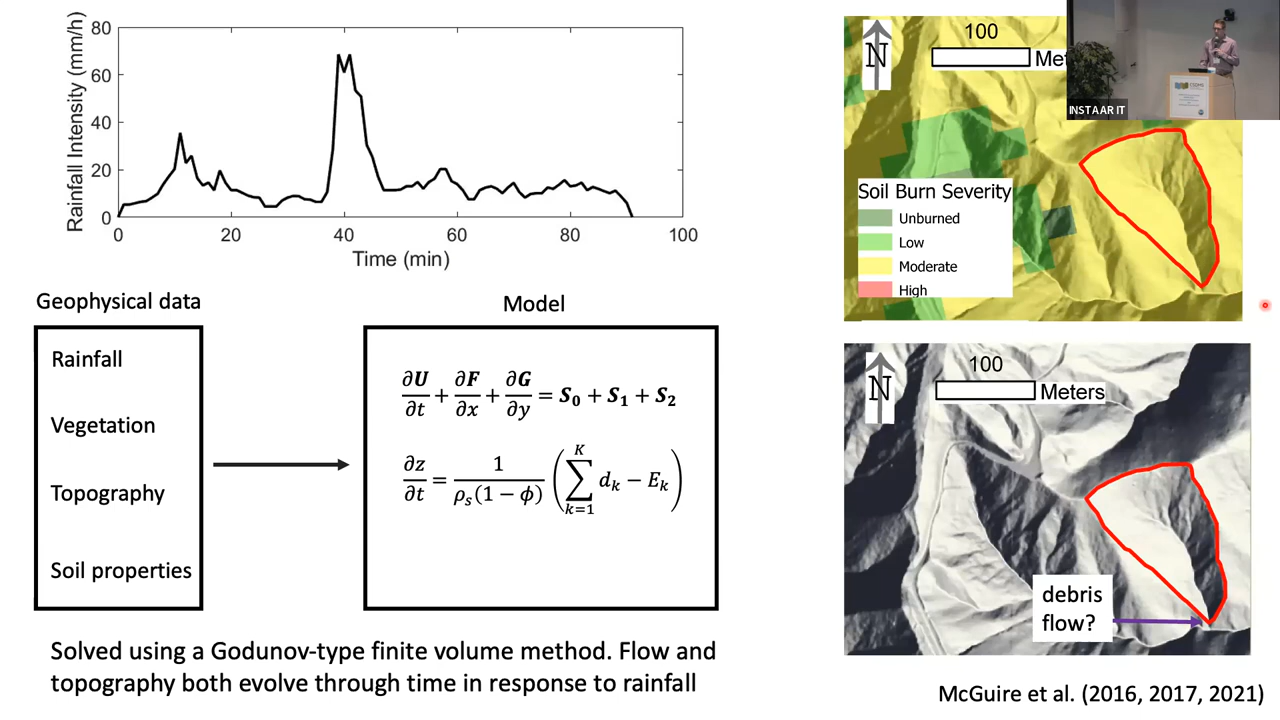 Rainfall Intensity (mm/h)
80
60
40
20
0
0 20 40 60 80 100
Time (min)
Geophysical data
Rainfall
Vegetation
Topography
Soil properties
Model
∂U/∂t + ∂F/∂x + ∂G/∂y = S₀ + S₁ + S₂
∂z/∂t = 1/(ρₛ(1 − ϕ)) (∑_{k=1}^{K} dₖ − Eₖ)
Solved using a Godunov-type finite volume method. Flow and
topography both evolve through time in response to rainfall
N
100
Met
INSTAAR IT
Soil Burn Severity
Unburned
Low
Moderate
High
N
100
Meters
debris
flow?
McGuire et al. (2016, 2017, 2021)